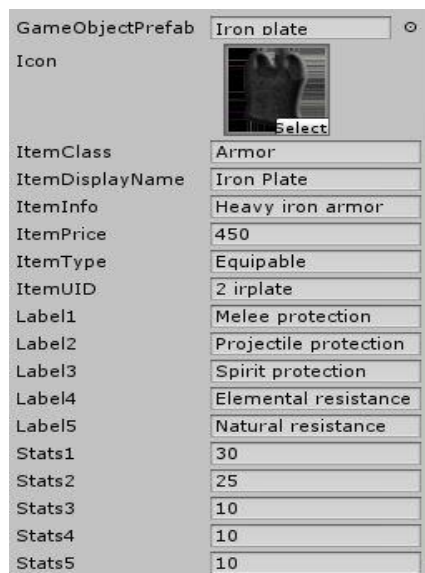 GameObjectPrefab Iron plate
Icon
Select
ItemClass Armor
ItemDisplayName Iron Plate
ItemInfo Heavy iron armor
ItemPrice 450
ItemType Equipable
ItemUID 2 irplate
Label1 Melee protection
Label2 Projectile protection
Label3 Spirit protection
Label4 Elemental resistance
Label5 Natural resistance
Stats1 30
Stats2 25
Stats3 10
Stats4 10
Stats5 10